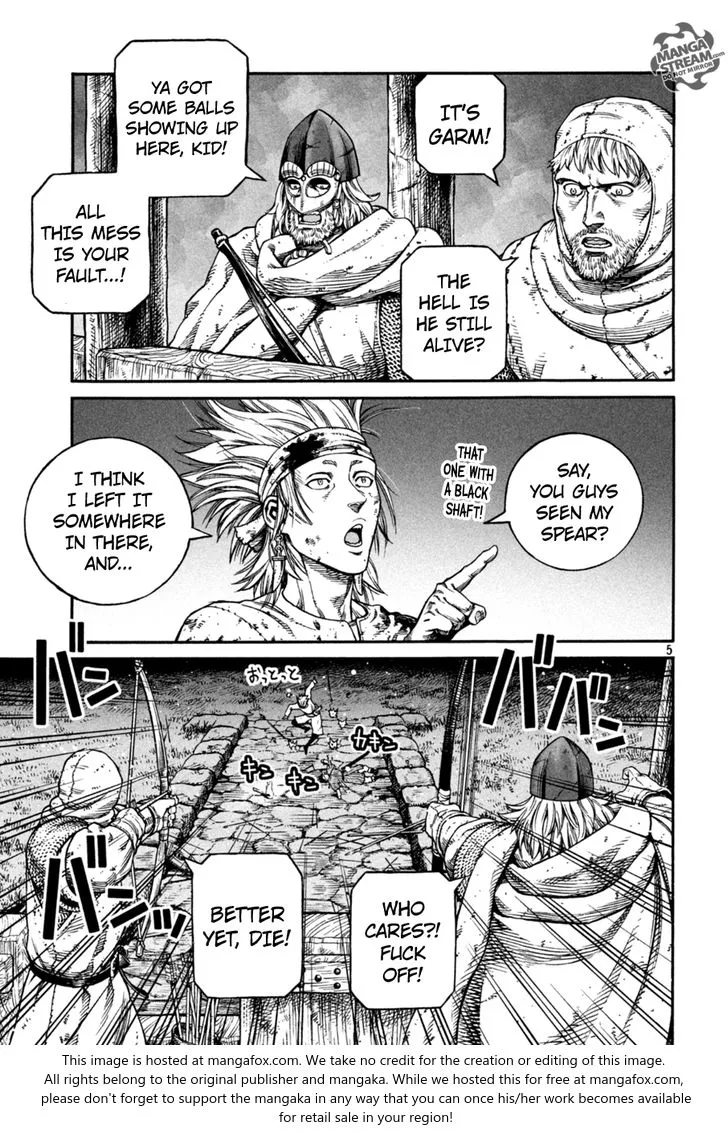 MANGA
STREAM.com
DO NOT MIRROR
IT'S
GARM!
YA GOT
SOME BALLS
SHOWING UP
HERE, KID!
ALL
THIS MESS
IS YOUR
FAULT...!
THE
HELL IS
HE STILL
ALIVE?
SAY,
YOU GUYS
SEEN MY
SPEAR?
THAT
ONE WITH
A BLACK
SHAFT!
I THINK
I LEFT IT
SOMEWHERE
IN THERE,
AND...
5
バンッ
バンッ
おっとっと
カキン
キン
キン
バンッ
WHO
CARES?!
FUCK
OFF!
BETTER
YET, DIE!
This image is hosted at mangafox.com. We take no credit for the creation or editing of this image.
All rights belong to the original publisher and mangaka. While we hosted this for free at mangafox.com,
please don't forget to support the mangaka in any way that you can once his/her work becomes available
for retail sale in your region!